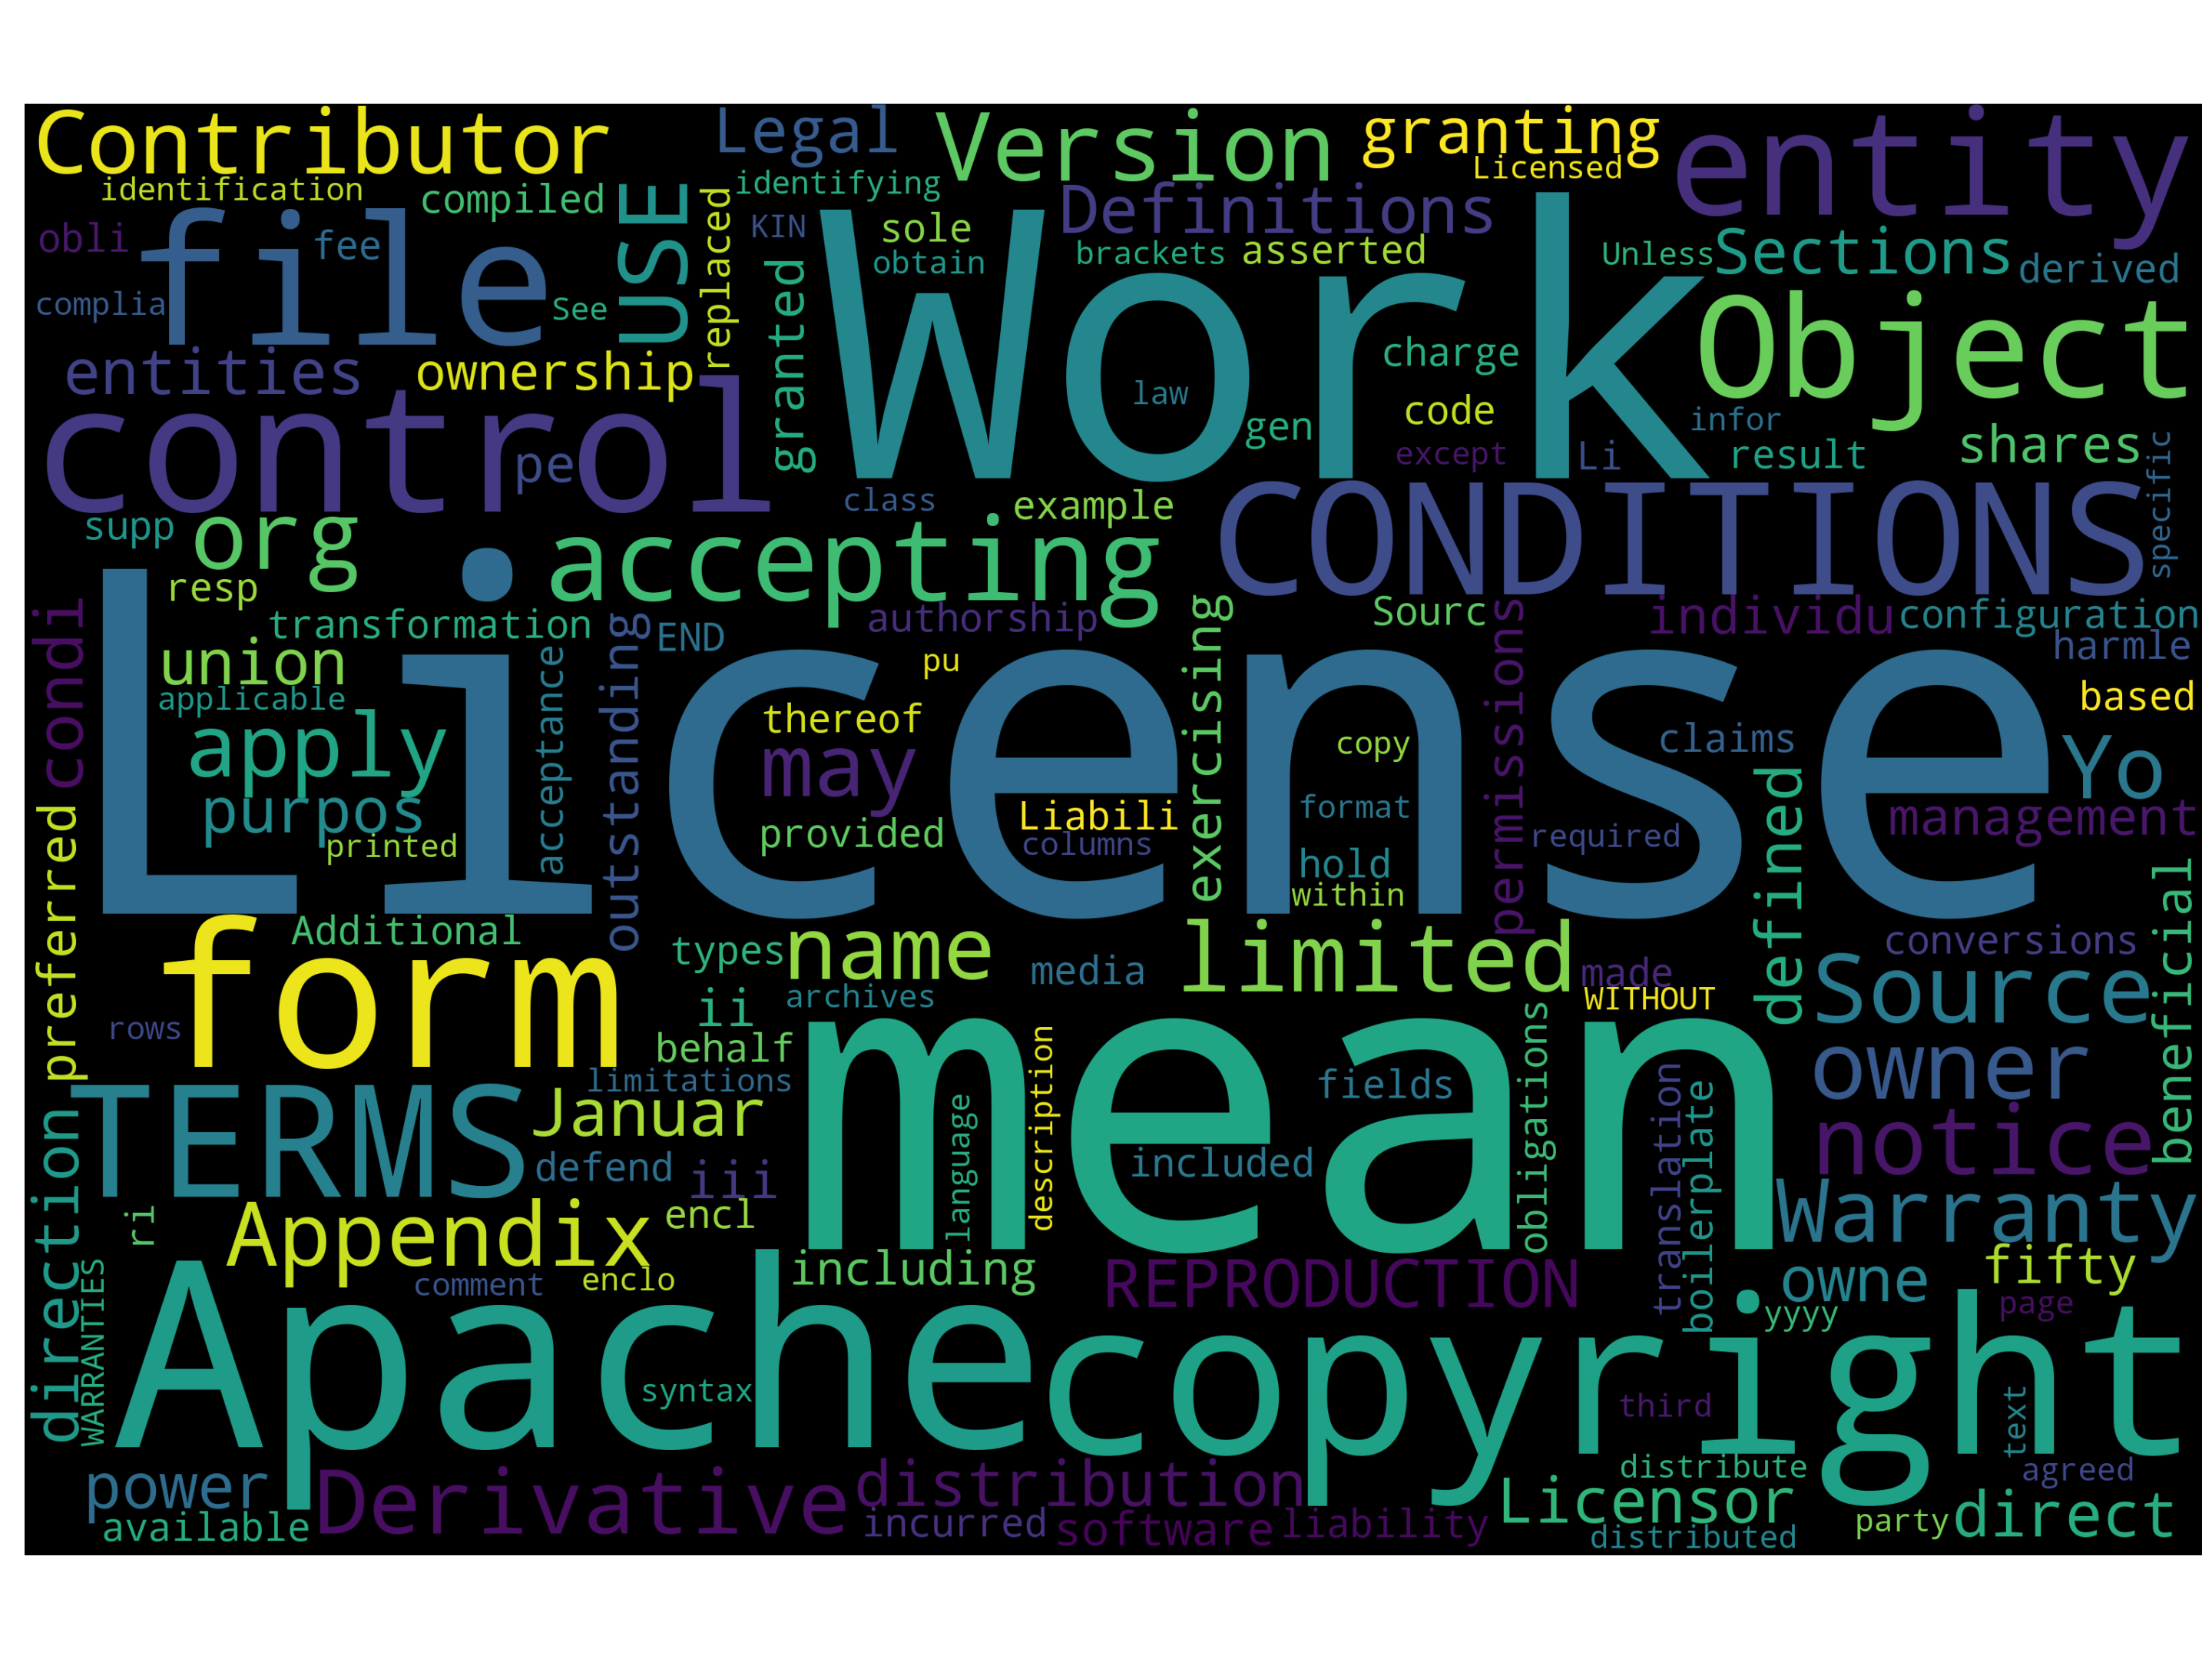 Contributor
Legal
Version
granting
entity
identification
compiled
USE
replaced
identifying
Licensed
Definitions
obli
file
fee
KIN
sole
Work
brackets
asserted
Unless
Sections
derived
complia
See
granted
obtain
Object
entities
ownership
charge
law
code
infor
shares
control
pe
gen
except
Li
result
specific
class
example
CONDITIONS
supp
org
accepting
resp
condi
transformation
outstanding
END
authorship
exercising
Sourc
permissions
individu
configuration
union
acceptance
pu
harmle
applicable
License
based
apply
thereof
may
copy
claims
Yo
purpos
provided
Liabili
format
defined
management
printed
columns
required
preferred
hold
beneficial
within
Additional
types
name
limited
conversions
form
media
made
Source
rows
ii
archives
WITHOUT
behalf
mean
description
obligations
owner
TERMS
limitations
fields
translation
boilerplate
direction
Januar
language
notice
defend
iii
included
ri
Appendix
encl
Warranty
WARRANTIES
comment
enclo
including
REPRODUCTION
owne
fifty
Apache
copyright
yyyy
page
syntax
third
text
power
Derivative
distribution
distribute
agreed
available
incurred
software
liability
Licensor
party
direct
distributed